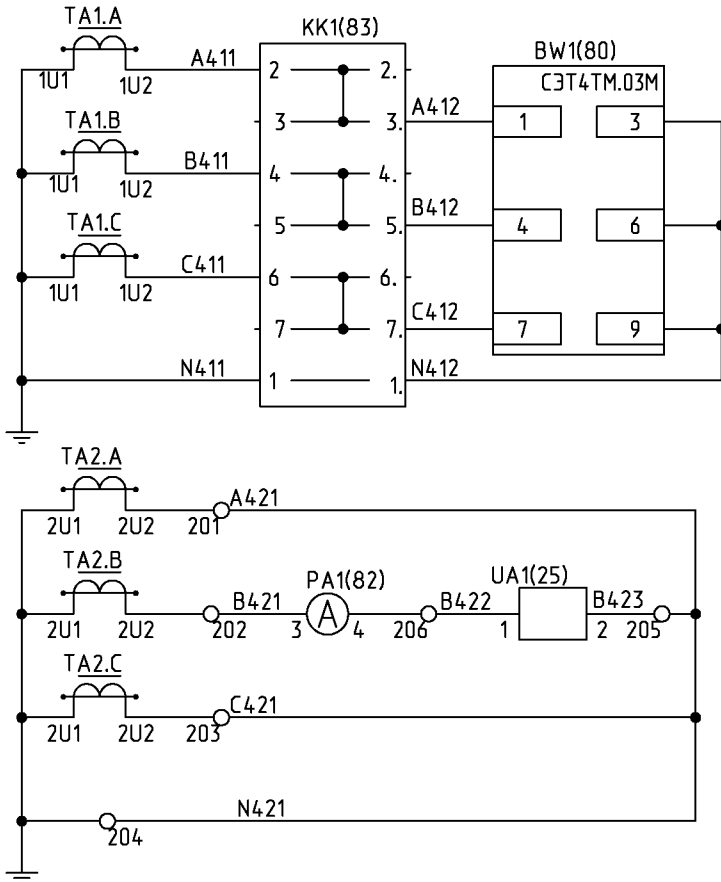 TA1.A
KK1(83)
BW1(80)
СЭТ4ТМ.03М
1U1 1U2 A411 2 2.
3 3. A412 1 3
TA1.B
1U1 1U2 B411 4 4.
5 5. B412 4 6
TA1.C
1U1 1U2 C411 6 6.
7 7. C412 7 9
N411 1 1. N412
TA2.A
2U1 2U2 201 A421
TA2.B
PA1(82) UA1(25)
2U1 2U2 202 B421 3 A 4 206 B422 1 2 B423 205
TA2.C
2U1 2U2 203 C421
204 N421